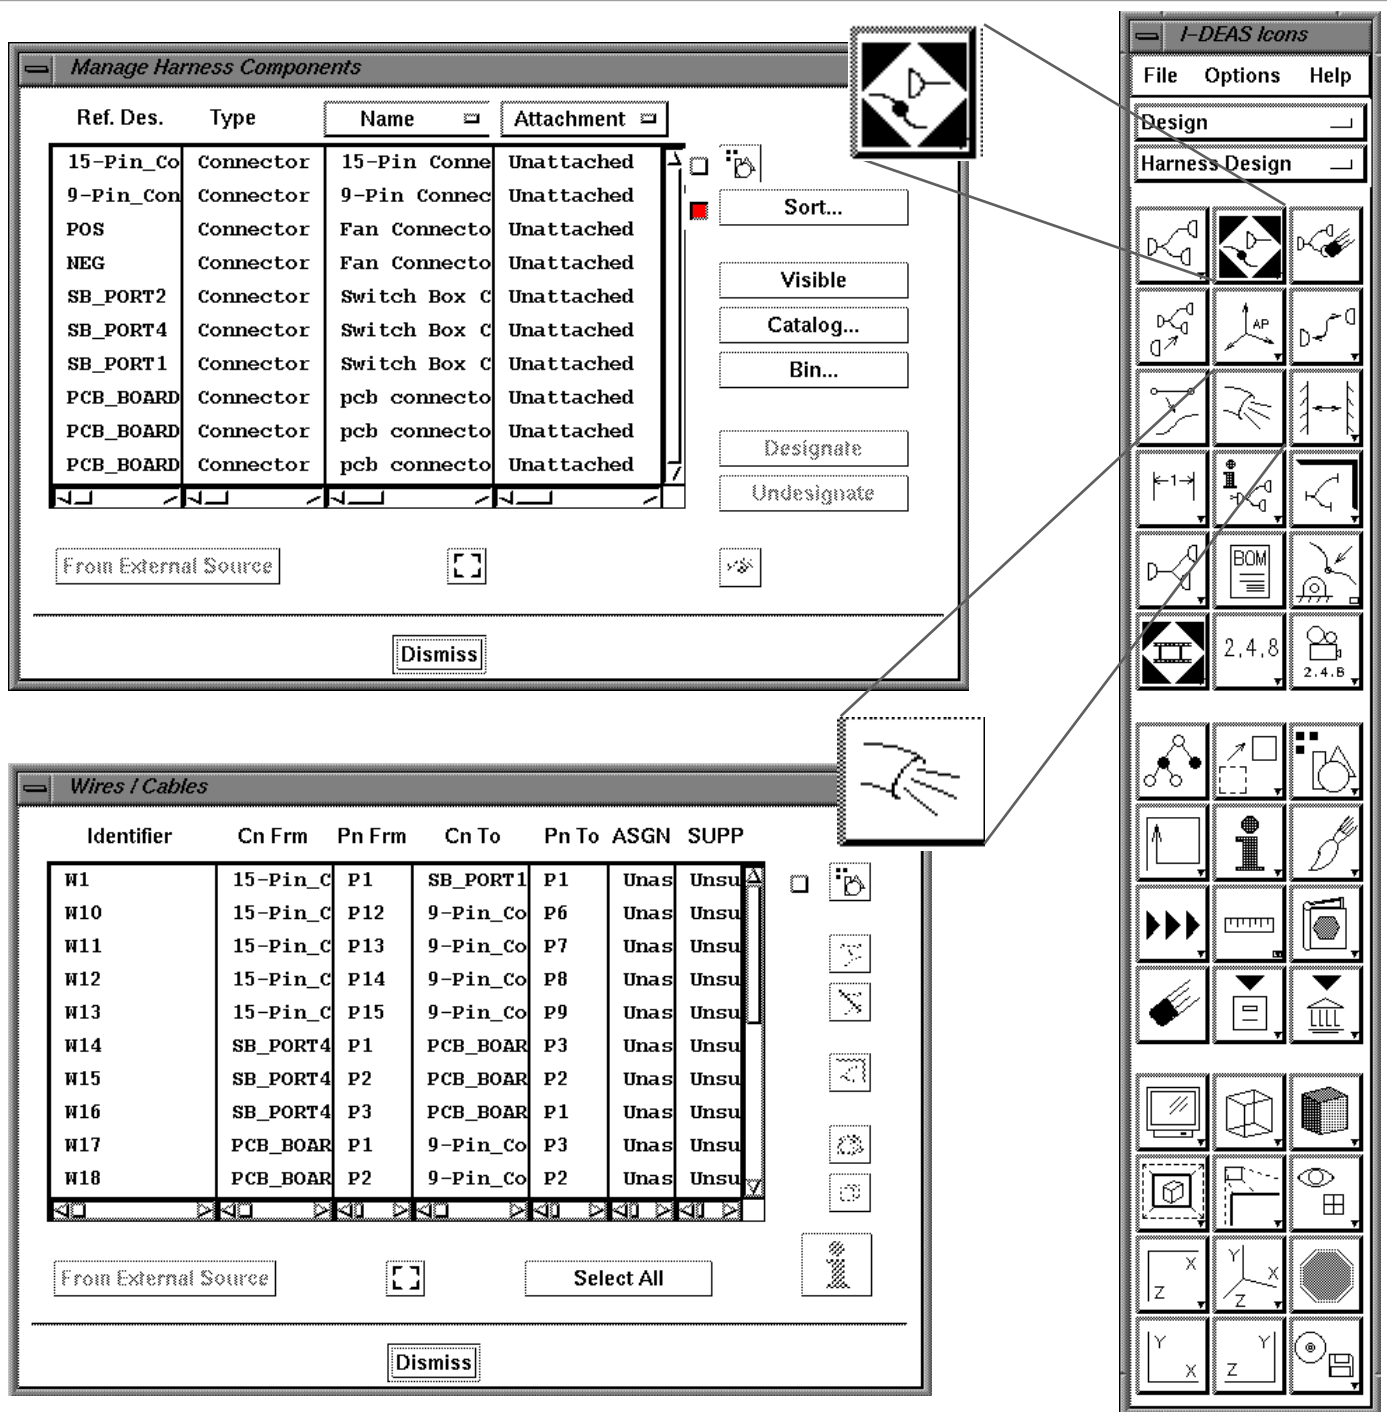 Manage Harness Components
Ref. Des. Type Name Attachment
15-Pin_Co Connector 15-Pin Conne Unattached
9-Pin_Con Connector 9-Pin Connec Unattached
POS Connector Fan Connecto Unattached
NEG Connector Fan Connecto Unattached
SB_PORT2 Connector Switch Box C Unattached
SB_PORT4 Connector Switch Box C Unattached
SB_PORT1 Connector Switch Box C Unattached
PCB_BOARD Connector pcb connecto Unattached
PCB_BOARD Connector pcb connecto Unattached
PCB_BOARD Connector pcb connecto Unattached
Sort...
Visible
Catalog...
Bin...
Designate
Undesignate
From External Source
Dismiss
Wires / Cables
Identifier Cn Frm Pn Frm Cn To Pn To ASGN SUPP
W1 15-Pin_C P1 SB_PORT1 P1 Unas Unsu
W10 15-Pin_C P12 9-Pin_Co P6 Unas Unsu
W11 15-Pin_C P13 9-Pin_Co P7 Unas Unsu
W12 15-Pin_C P14 9-Pin_Co P8 Unas Unsu
W13 15-Pin_C P15 9-Pin_Co P9 Unas Unsu
W14 SB_PORT4 P1 PCB_BOAR P3 Unas Unsu
W15 SB_PORT4 P2 PCB_BOAR P2 Unas Unsu
W16 SB_PORT4 P3 PCB_BOAR P1 Unas Unsu
W17 PCB_BOAR P1 9-Pin_Co P3 Unas Unsu
W18 PCB_BOAR P2 9-Pin_Co P2 Unas Unsu
From External Source
Select All
Dismiss
I-DEAS Icons
File Options Help
Design
Harness Design
AP
1
BOM
2,4,8
2.4.8
X
Z
Y
X
Z
Y
X
Y
Z